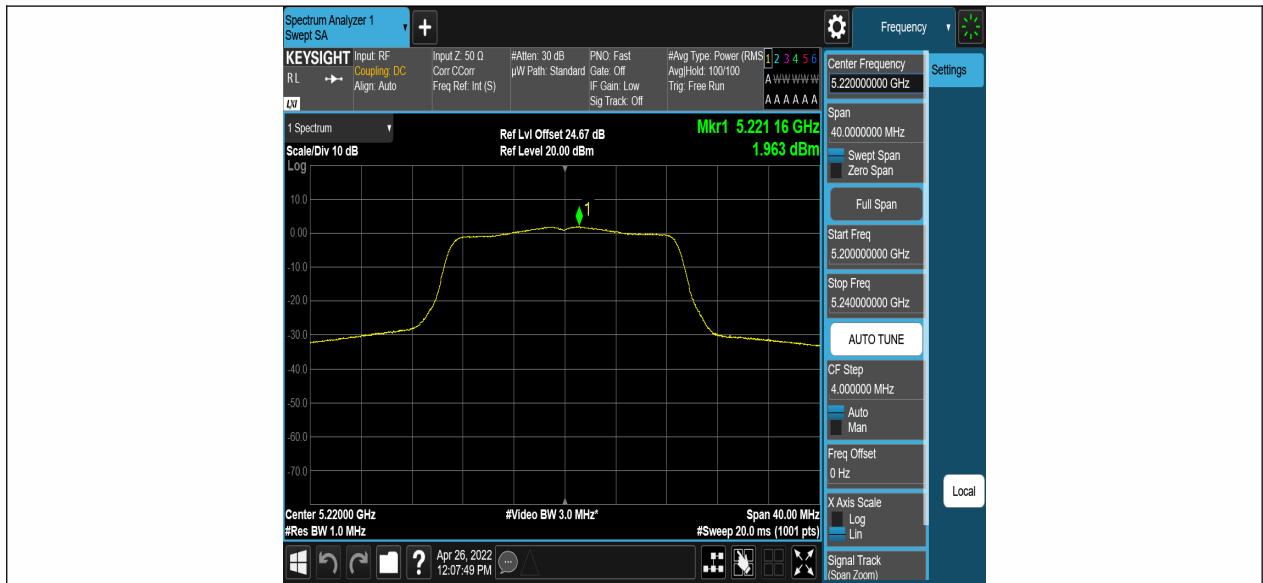 Spectrum Analyzer 1
Swept SA
+
Frequency
KEYSIGHT
R L
LXI
Input: RF
Coupling: DC
Align: Auto
Input Z: 50 Ω
Corr CCorr
Freq Ref: Int (S)
#Atten: 30 dB
µW Path: Standard
PNO: Fast
Gate: Off
IF Gain: Low
Sig Track: Off
#Avg Type: Power (RMS
Avg|Hold: 100/100
Trig: Free Run
1 2 3 4 5 6
A W W W W W
A A A A A A
1 Spectrum
Scale/Div 10 dB
Log
Ref Lvl Offset 24.67 dB
Ref Level 20.00 dBm
Mkr1 5.221 16 GHz
1.963 dBm
10.0
0.00
-10.0
-20.0
-30.0
-40.0
-50.0
-60.0
-70.0
1
Center 5.22000 GHz
#Res BW 1.0 MHz
#Video BW 3.0 MHz*
Span 40.00 MHz
#Sweep 20.0 ms (1001 pts)
?
Apr 26, 2022
12:07:49 PM
Center Frequency
5.220000000 GHz
Settings
Span
40.0000000 MHz
Swept Span
Zero Span
Full Span
Start Freq
5.200000000 GHz
Stop Freq
5.240000000 GHz
AUTO TUNE
CF Step
4.000000 MHz
Auto
Man
Freq Offset
0 Hz
Local
X Axis Scale
Log
Lin
Signal Track
(Span Zoom)